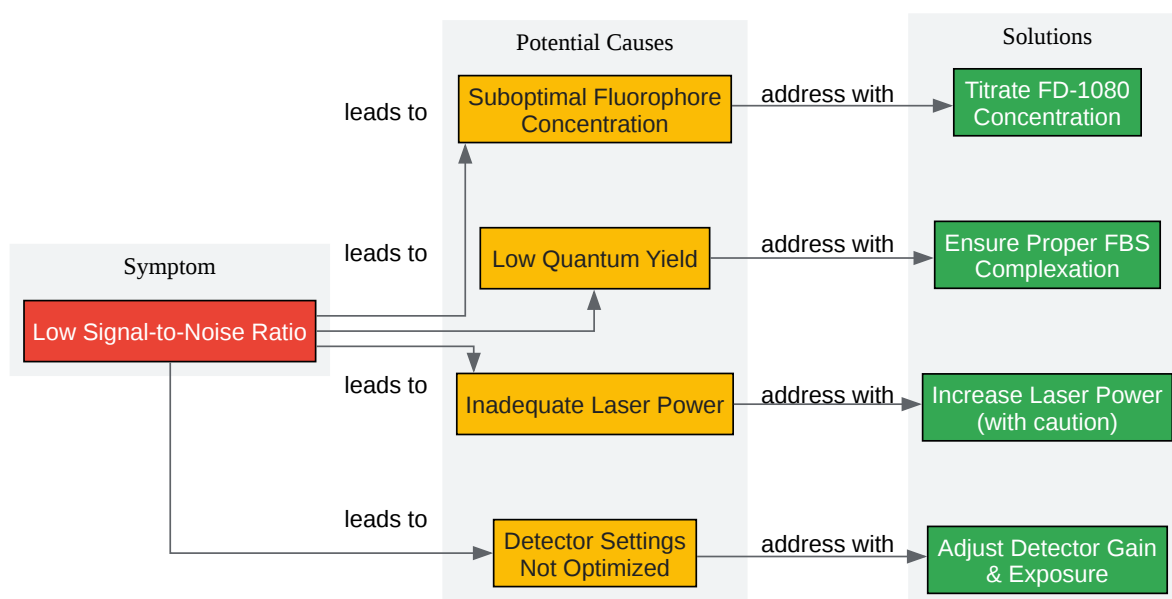 Potential Causes
Solutions
leads to
Suboptimal Fluorophore
Concentration
address with
Titrate FD-1080
Concentration
Symptom
Low Signal-to-Noise Ratio
leads to
Low Quantum Yield
address with
Ensure Proper FBS
Complexation
leads to
Inadequate Laser Power
address with
Increase Laser Power
(with caution)
leads to
Detector Settings
Not Optimized
address with
Adjust Detector Gain
& Exposure